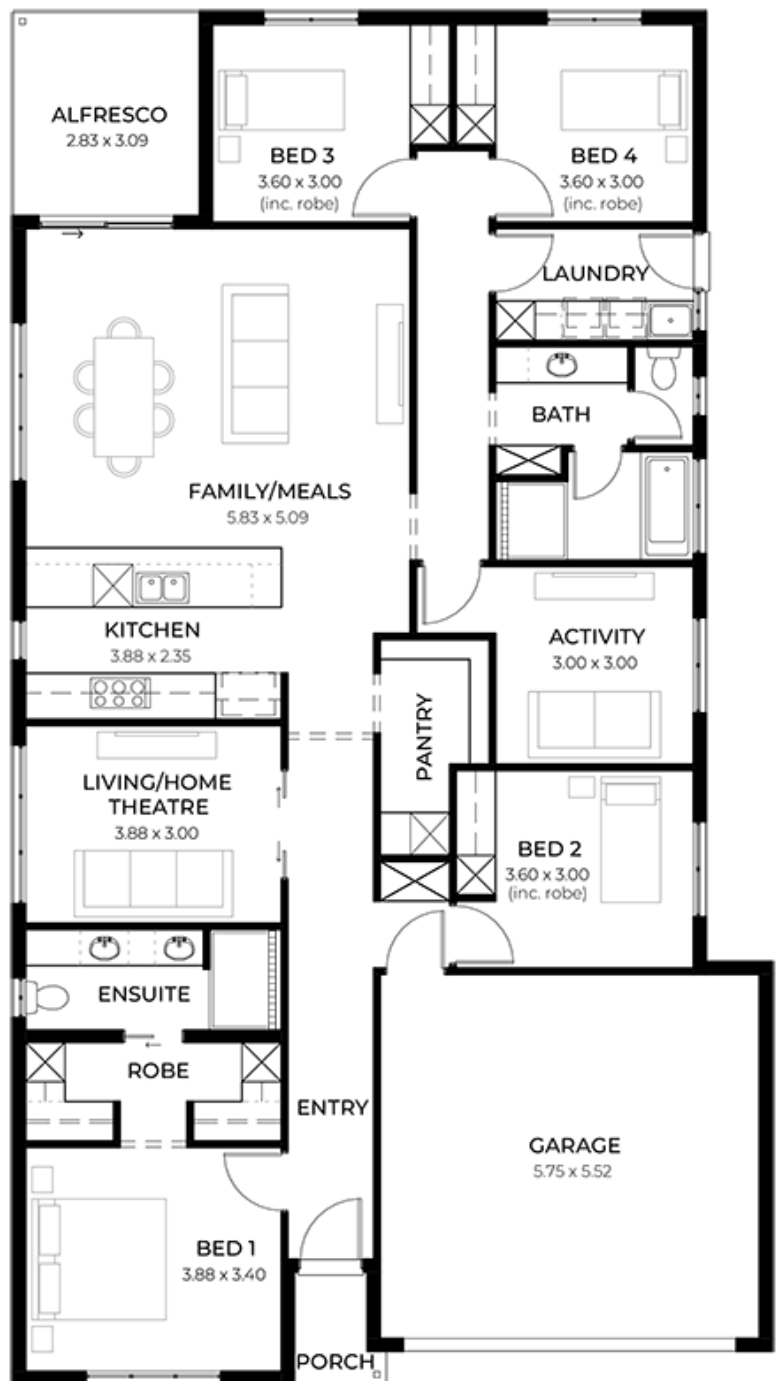 ALFRESCO
2.83 x 3.09
BED 3
3.60 x 3.00
(inc. robe)
BED 4
3.60 x 3.00
(inc. robe)
LAUNDRY
BATH
FAMILY/MEALS
5.83 x 5.09
KITCHEN
3.88 x 2.35
ACTIVITY
3.00 x 3.00
PANTRY
LIVING/HOME
THEATRE
3.88 x 3.00
BED 2
3.60 x 3.00
(inc. robe)
ENSUITE
ROBE
ENTRY
GARAGE
5.75 x 5.52
BED 1
3.88 x 3.40
PORCH